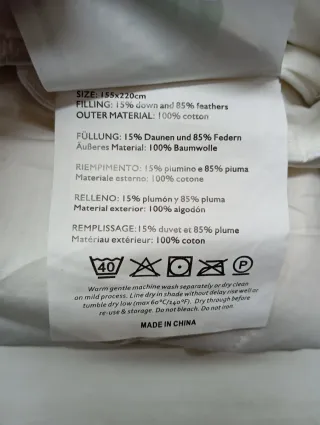 SIZE: 155x220cm
FILLING: 15% down and 85% feathers
OUTER MATERIAL: 100% cotton
FÜLLUNG: 15% Daunen und 85% Federn
Äußeres Material: 100% Baumwolle
RIEMPIMENTO: 15% piumino e 85% piuma
Materiale esterno: 100% cotone
RELLENO: 15% plumón y 85% pluma
Material exterior: 100% algodón
REMPLISSAGE: 15% duvet et 85% plume
Matériau extérieur: 100% coton
40 P
Warm gentle machine wash separately or dry clean
on mild process. Line dry in shade without delay resewell or
tumble dry low (max 60°C/140°F). Dry through before
re-use & storage. Do not bleach. Do not iron
MADE IN CHINA